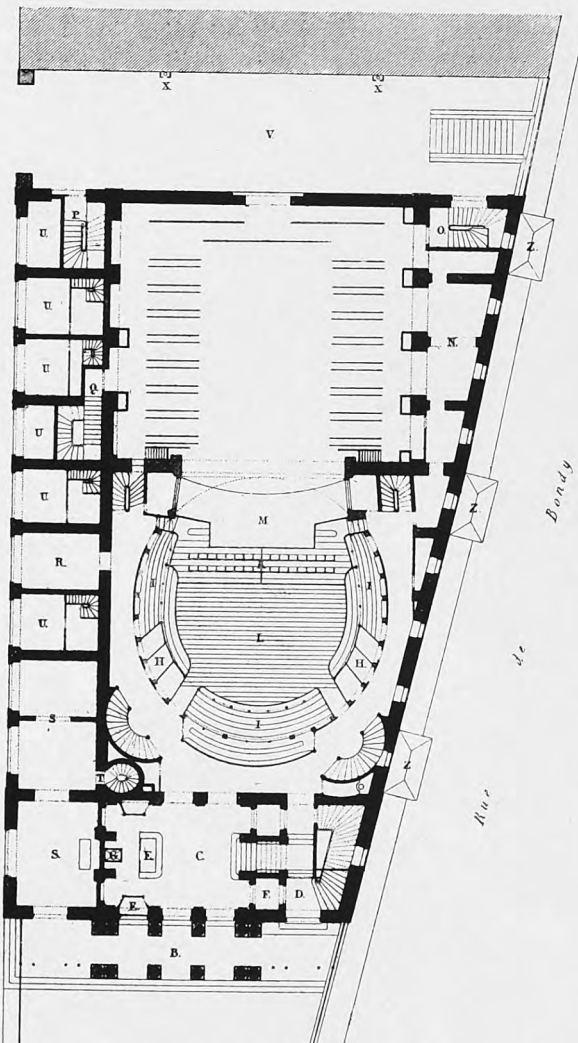 X
X
V.
P.
O.
U.
Z.
U.
N.
U.
Q.
U.
U.
Z
M
R.
I
I
L
U.
H
H.
I
S
T.
Z
S.
E.
C.
E.
F.
D.
B.
Rue de Bondy